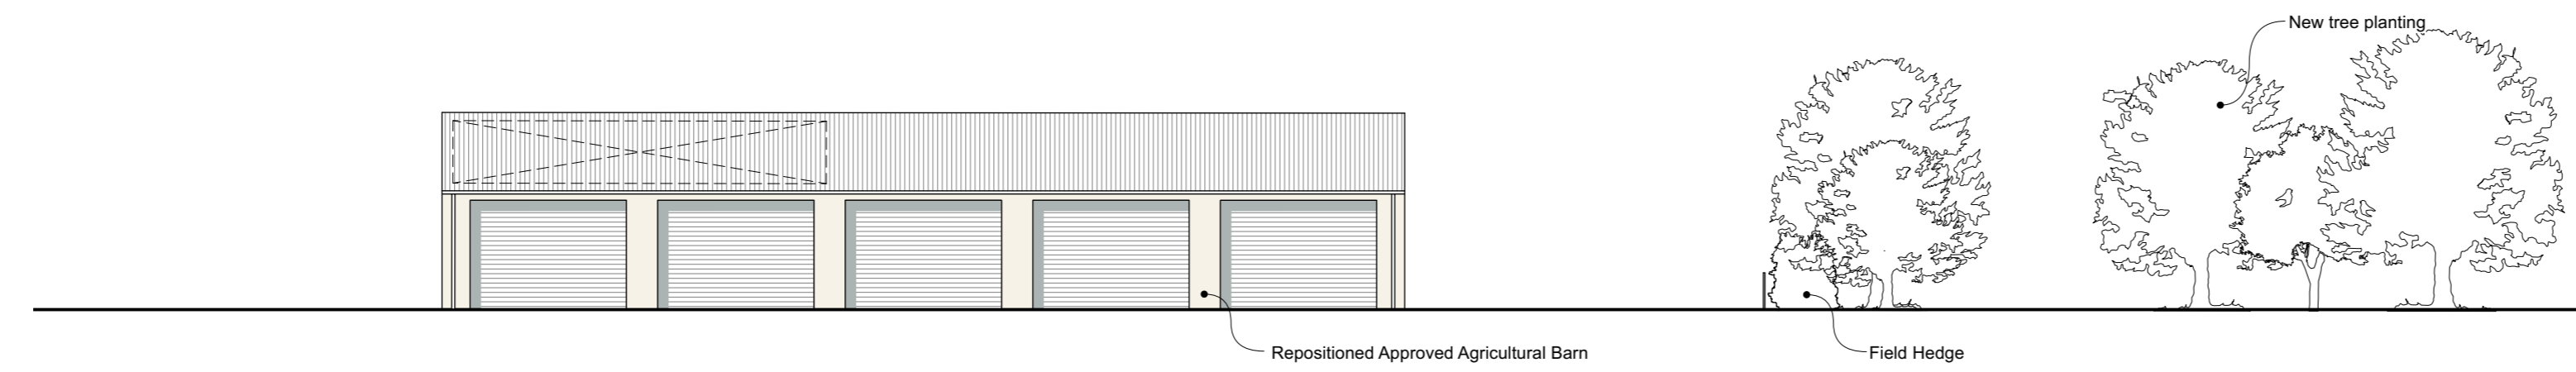 New tree planting
Repositioned Approved Agricultural Barn
Field Hedge